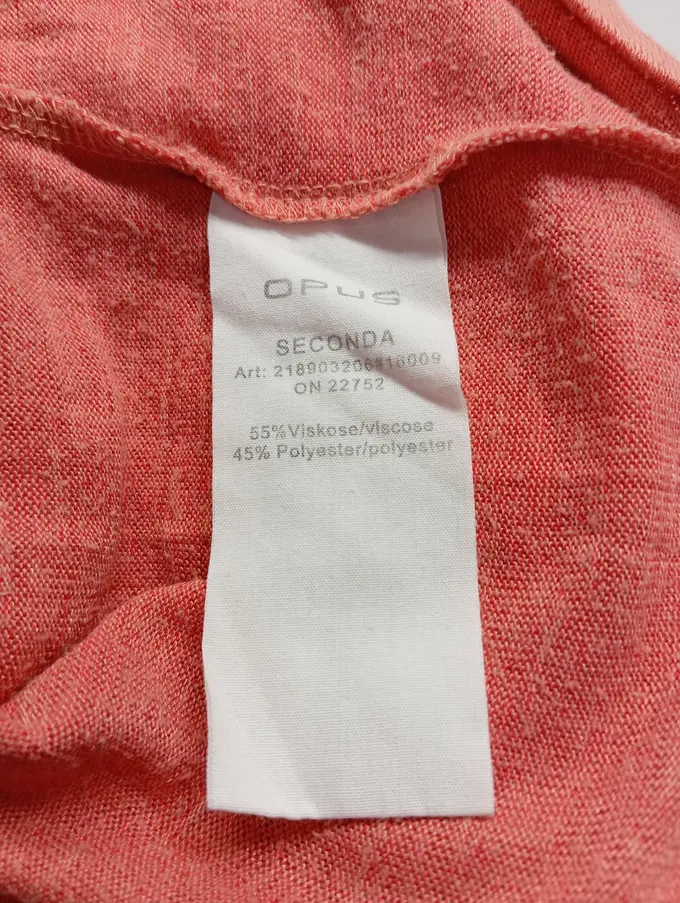 OPUS
SECONDA
Art: 218903206#16009
ON 22752
55%Viskose/viscose
45% Polyester/polyester